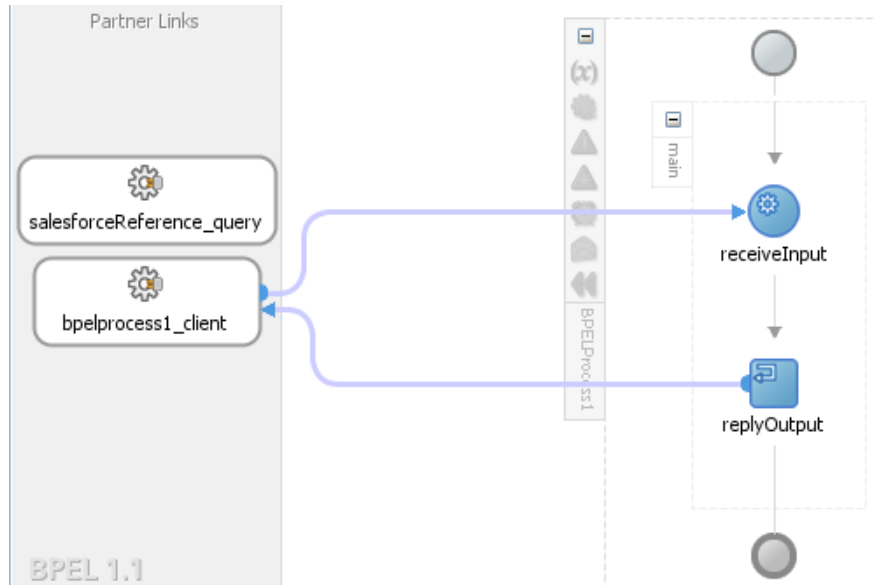 Partner Links
salesforceReference_query
bpelprocess1_client
BPEL 1.1
(x)
BPELProcess1
main
receiveInput
replyOutput